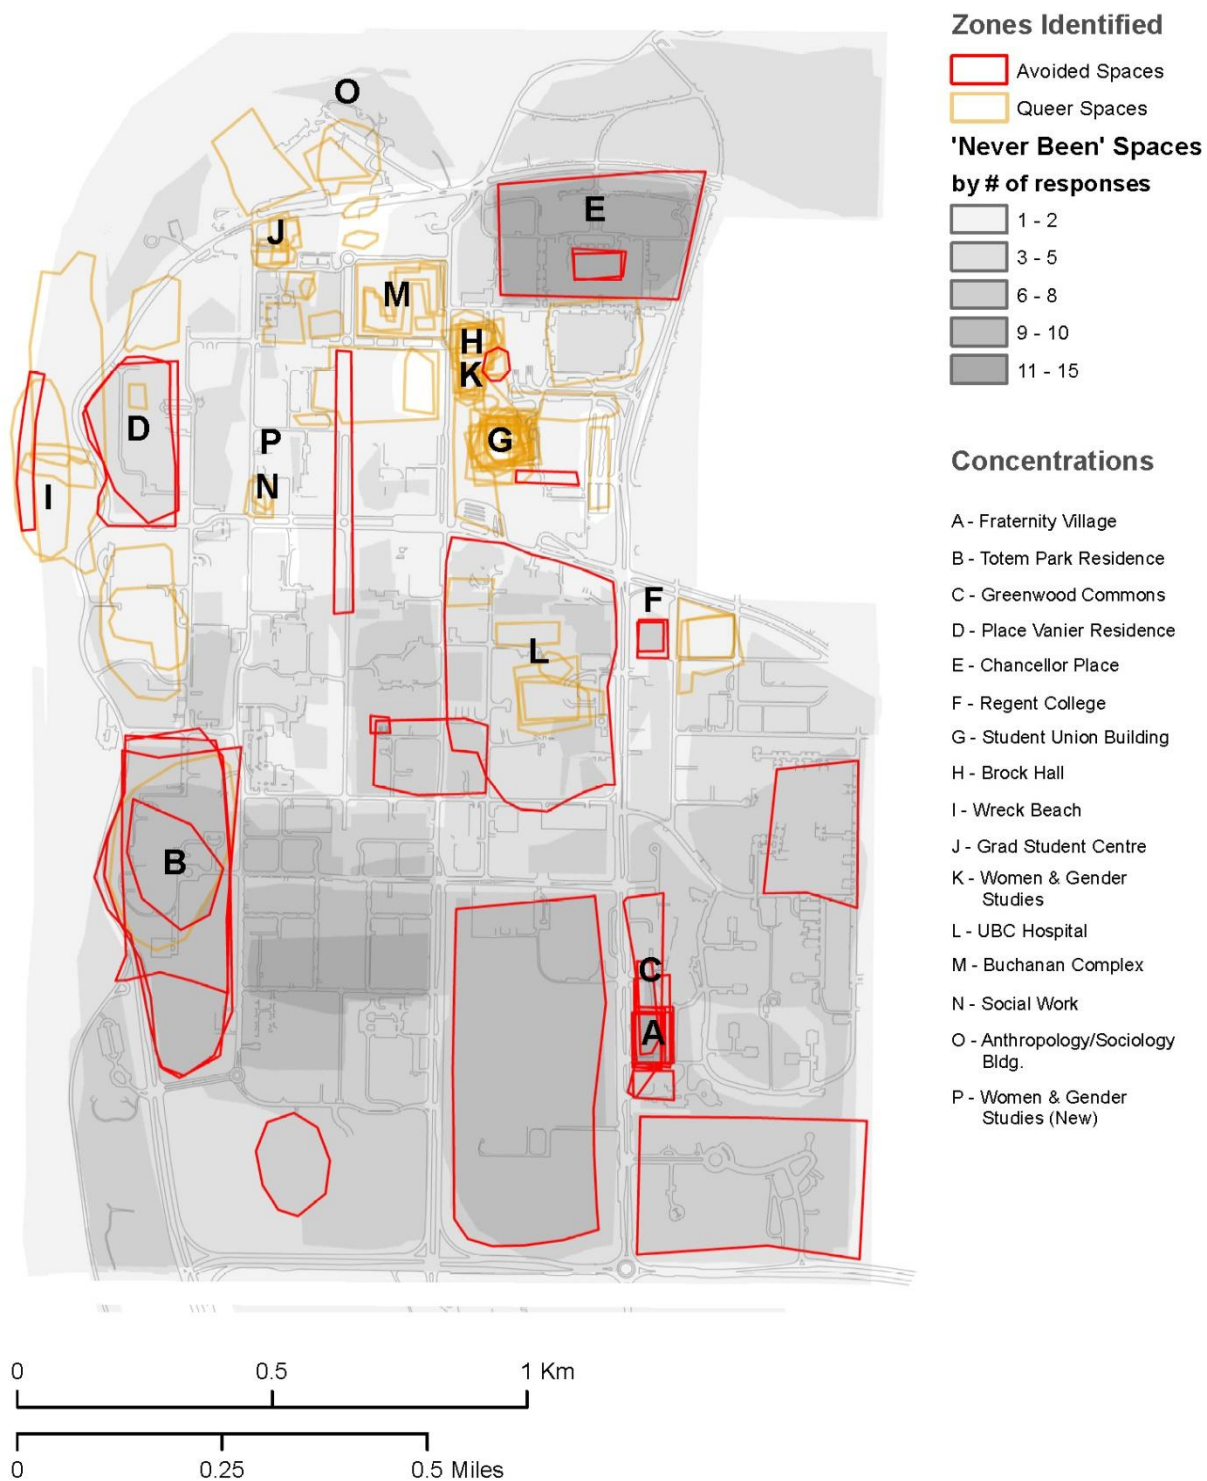 Zones Identified
Avoided Spaces
Queer Spaces
'Never Been' Spaces
by # of responses
1 - 2
3 - 5
6 - 8
9 - 10
11 - 15
Concentrations
A - Fraternity Village
B - Totem Park Residence
C - Greenwood Commons
D - Place Vanier Residence
E - Chancellor Place
F - Regent College
G - Student Union Building
H - Brock Hall
I - Wreck Beach
J - Grad Student Centre
K - Women & Gender
Studies
L - UBC Hospital
M - Buchanan Complex
N - Social Work
O - Anthropology/Sociology
Bldg.
P - Women & Gender
Studies (New)
O
E
J
M
H
K
D
P
G
N
I
F
L
B
C
A
0 0.5 1 Km
0 0.25 0.5 Miles